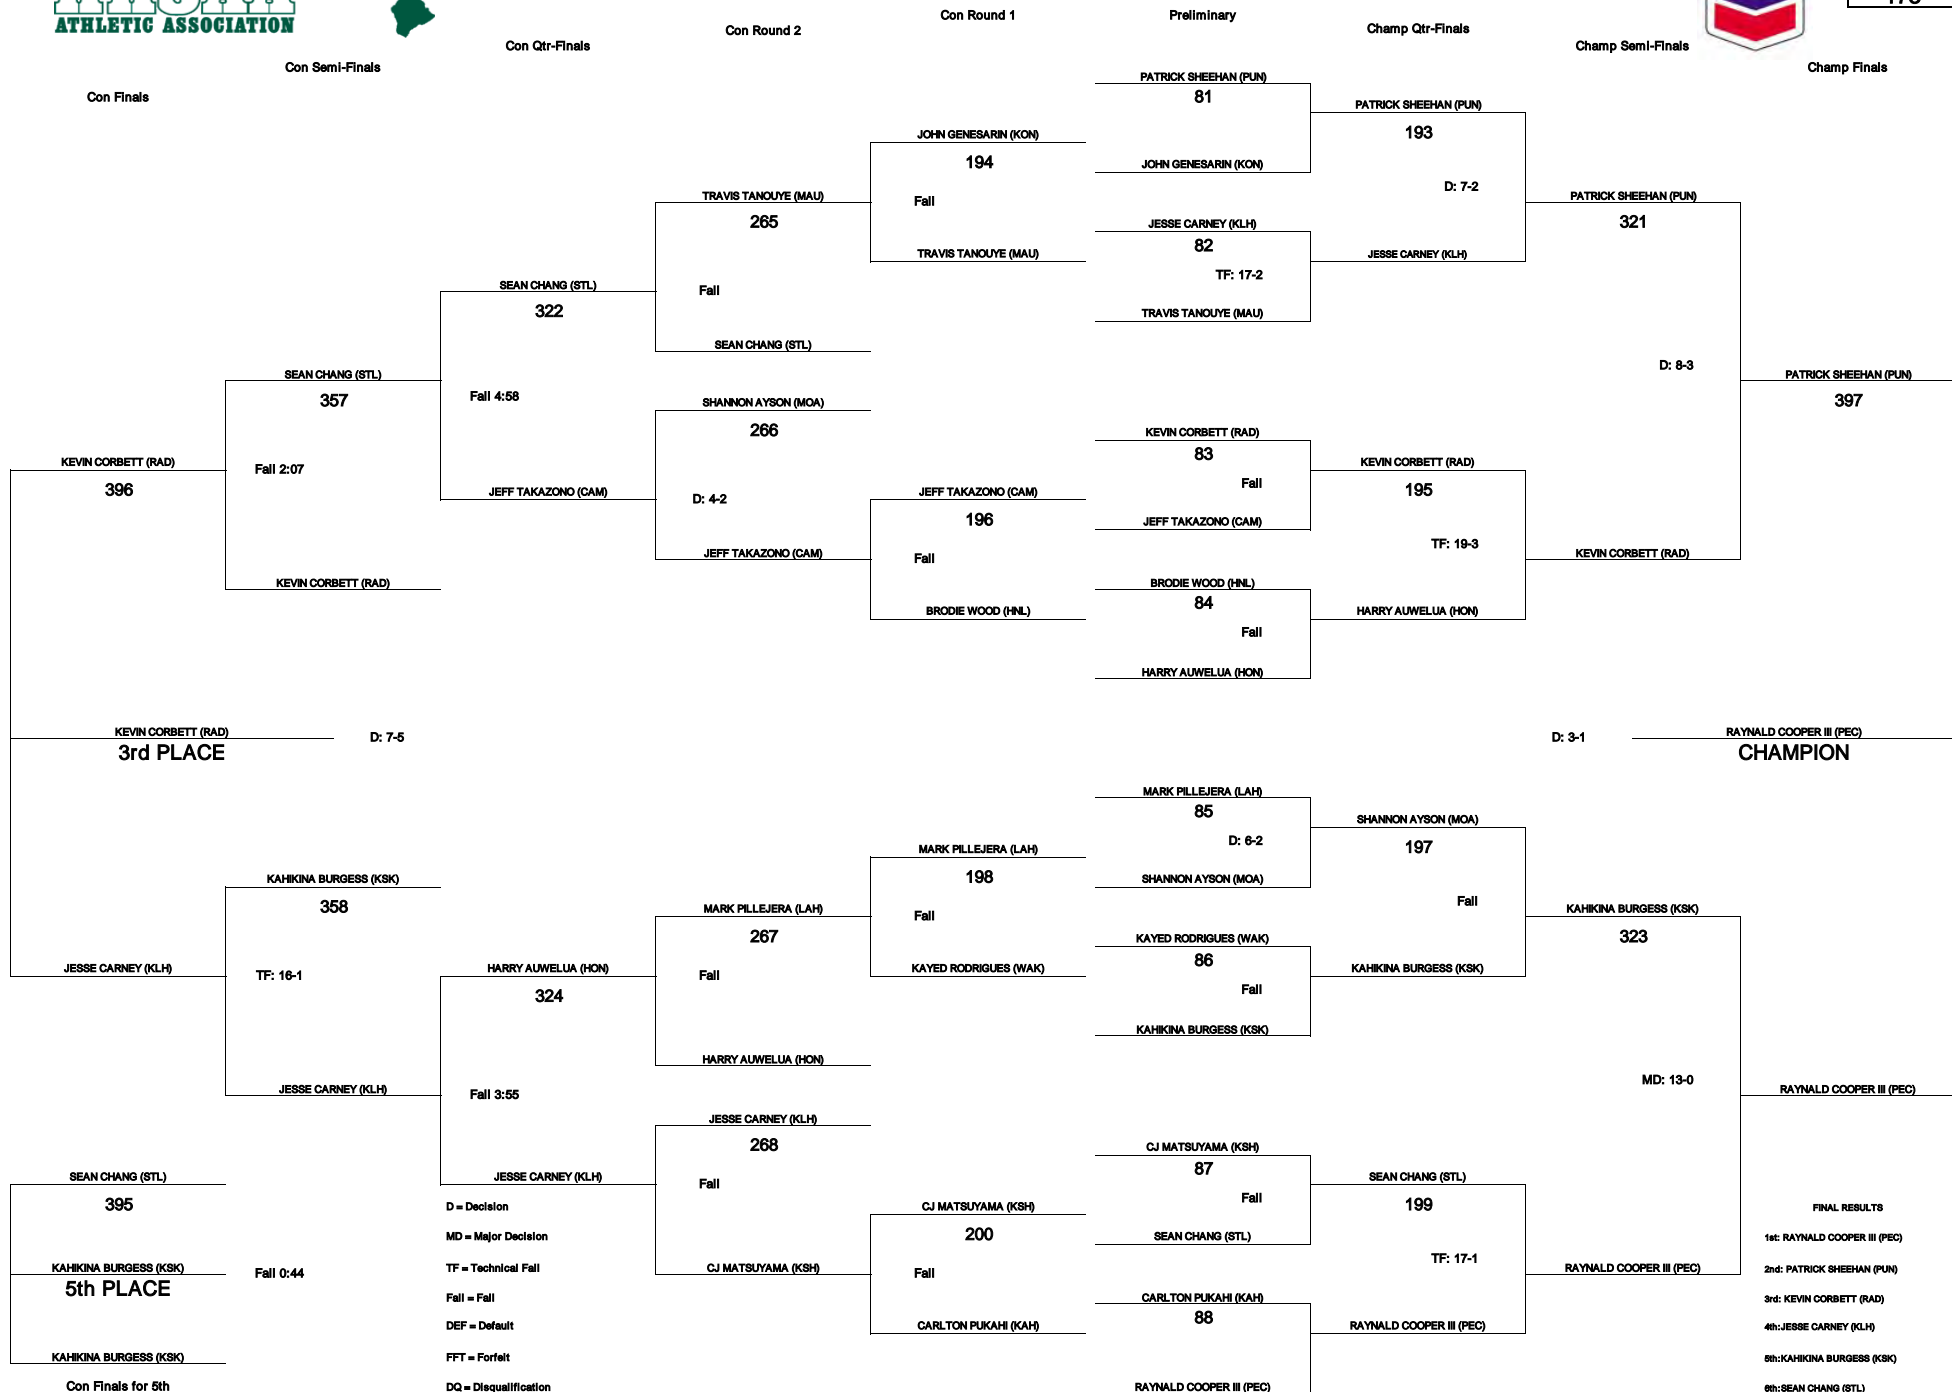 ATHLETIC ASSOCIATION
Con Finals
Con Semi-Finals
Con Qtr-Finals
Con Round 2
Con Round 1
Preliminary
Champ Qtr-Finals
Champ Semi-Finals
Champ Finals
PATRICK SHEEHAN (PUN)
81
JOHN GENESARIN (KON)
JESSE CARNEY (KLH)
82
TF: 17-2
TRAVIS TANOUYE (MAU)
KEVIN CORBETT (RAD)
83
Fall
JEFF TAKAZONO (CAM)
BRODIE WOOD (HNL)
84
Fall
HARRY AUWELUA (HON)
MARK PILLEJERA (LAH)
85
D: 6-2
SHANNON AYSON (MOA)
KAYED RODRIGUES (WAK)
86
Fall
KAHIKINA BURGESS (KSK)
CJ MATSUYAMA (KSH)
87
Fall
SEAN CHANG (STL)
CARLTON PUKAHI (KAH)
88
RAYNALD COOPER III (PEC)
PATRICK SHEEHAN (PUN)
193
D: 7-2
JESSE CARNEY (KLH)
KEVIN CORBETT (RAD)
195
TF: 19-3
HARRY AUWELUA (HON)
SHANNON AYSON (MOA)
197
Fall
KAHIKINA BURGESS (KSK)
SEAN CHANG (STL)
199
TF: 17-1
RAYNALD COOPER III (PEC)
PATRICK SHEEHAN (PUN)
321
D: 8-3
KEVIN CORBETT (RAD)
KAHIKINA BURGESS (KSK)
323
MD: 13-0
RAYNALD COOPER III (PEC)
PATRICK SHEEHAN (PUN)
397
D: 3-1
RAYNALD COOPER III (PEC)
CHAMPION
RAYNALD COOPER III (PEC)
JOHN GENESARIN (KON)
194
Fall
TRAVIS TANOUYE (MAU)
JEFF TAKAZONO (CAM)
196
Fall
BRODIE WOOD (HNL)
MARK PILLEJERA (LAH)
198
Fall
KAYED RODRIGUES (WAK)
CJ MATSUYAMA (KSH)
200
Fall
CARLTON PUKAHI (KAH)
TRAVIS TANOUYE (MAU)
265
Fall
SEAN CHANG (STL)
SHANNON AYSON (MOA)
266
D: 4-2
JEFF TAKAZONO (CAM)
MARK PILLEJERA (LAH)
267
Fall
HARRY AUWELUA (HON)
JESSE CARNEY (KLH)
268
Fall
CJ MATSUYAMA (KSH)
SEAN CHANG (STL)
322
Fall 4:58
JEFF TAKAZONO (CAM)
HARRY AUWELUA (HON)
324
Fall 3:55
JESSE CARNEY (KLH)
SEAN CHANG (STL)
357
Fall 2:07
KEVIN CORBETT (RAD)
KAHIKINA BURGESS (KSK)
358
TF: 16-1
JESSE CARNEY (KLH)
KEVIN CORBETT (RAD)
396
KEVIN CORBETT (RAD)
D: 7-5
3rd PLACE
JESSE CARNEY (KLH)
SEAN CHANG (STL)
395
KAHIKINA BURGESS (KSK)
Fall 0:44
5th PLACE
KAHIKINA BURGESS (KSK)
Con Finals for 5th
D = Decision
MD = Major Decision
TF = Technical Fall
Fall = Fall
DEF = Default
FFT = Forfeit
DQ = Disqualification
FINAL RESULTS
1st: RAYNALD COOPER III (PEC)
2nd: PATRICK SHEEHAN (PUN)
3rd: KEVIN CORBETT (RAD)
4th:JESSE CARNEY (KLH)
5th:KAHIKINA BURGESS (KSK)
6th:SEAN CHANG (STL)